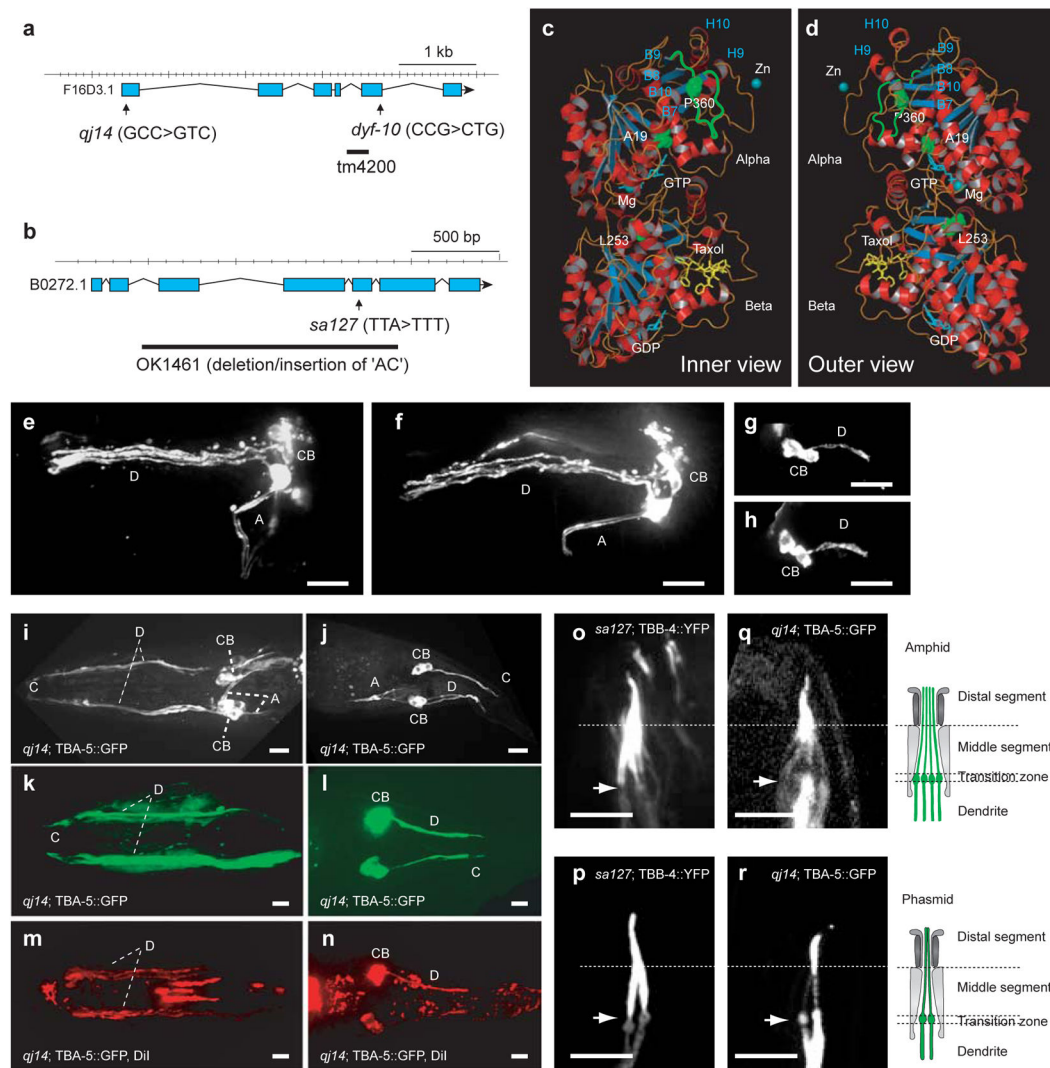 a
1 kb
F16D3.1
qj14 (GCC>GTC)
dyf-10 (CCG>CTG)
tm4200
b
500 bp
B0272.1
sa127 (TTA>TTT)
OK1461 (deletion/insertion of 'AC')
c
H10
B9
H9
B8
Zn
B10
P360
B7
A19
Alpha
GTP
Mg
L253
Taxol
Beta
GDP
Inner view
d
H10
B9
H9
B8
Zn
B10
P360
B7
A19
Alpha
GTP
Mg
L253
Taxol
Beta
GDP
Outer view
e
D
CB
A
f
D
CB
A
g
D
CB
h
D
CB
i
D
CB
C
A
CB
qj14; TBA-5::GFP
j
CB
A
D
C
CB
qj14; TBA-5::GFP
k
D
C
qj14; TBA-5::GFP
l
CB
D
C
qj14; TBA-5::GFP
m
D
qj14; TBA-5::GFP, DiI
n
CB
D
qj14; TBA-5::GFP, DiI
o
sa127; TBB-4::YFP
q
qj14; TBA-5::GFP
Amphid
Distal segment
Middle segment
Transition zone
Dendrite
p
sa127; TBB-4::YFP
r
qj14; TBA-5::GFP
*
Phasmid
Distal segment
Middle segment
Transition zone
Dendrite